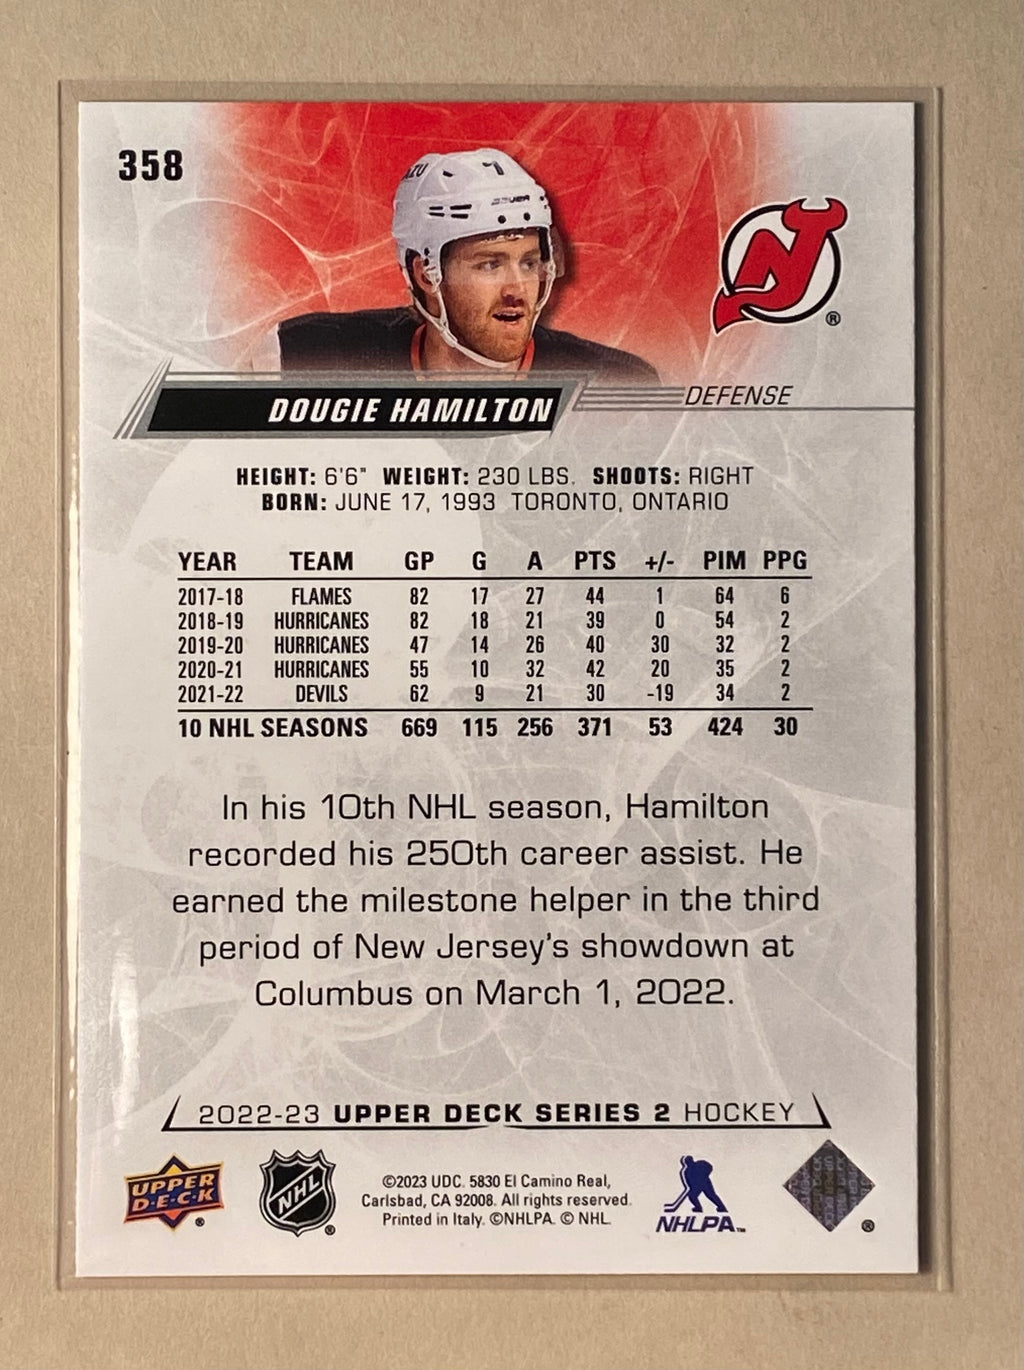 358
7
BAUER
NJ
®
DOUGIE HAMILTON
DEFENSE
HEIGHT: 6'6" WEIGHT: 230 LBS. SHOOTS: RIGHT
BORN: JUNE 17, 1993 TORONTO, ONTARIO
YEAR TEAM GP G A PTS +/- PIM PPG
2017-18 FLAMES 82 17 27 44 1 64 6
2018-19 HURRICANES 82 18 21 39 0 54 2
2019-20 HURRICANES 47 14 26 40 30 32 2
2020-21 HURRICANES 55 10 32 42 20 35 2
2021-22 DEVILS 62 9 21 30 -19 34 2
10 NHL SEASONS 669 115 256 371 53 424 30
In his 10th NHL season, Hamilton
recorded his 250th career assist. He
earned the milestone helper in the third
period of New Jersey's showdown at
Columbus on March 1, 2022.
2022-23 UPPER DECK SERIES 2 HOCKEY
UPPER
D·E·C·K
®
NHL
®
©2023 UDC. 5830 El Camino Real,
Carlsbad, CA 92008. All rights reserved.
Printed in Italy. ©NHLPA. © NHL.
NHLPA™
®